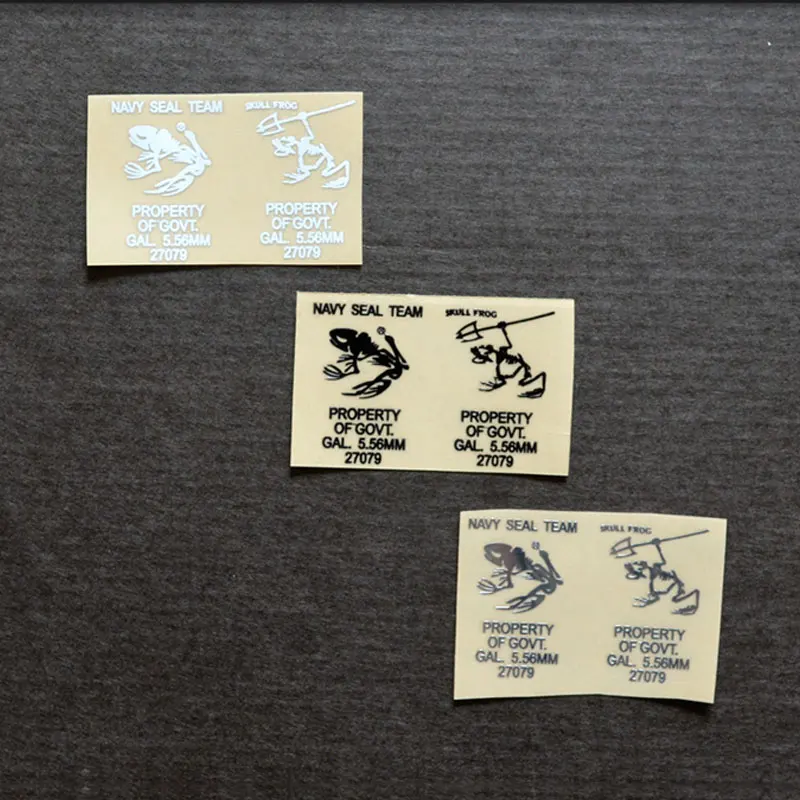 NAVY SEAL TEAM
SKULL FROG
®
PROPERTY
OF GOVT.
GAL. 5.56MM
27079
PROPERTY
OF GOVT.
GAL. 5.56MM
27079
NAVY SEAL TEAM
SKULL FROG
®
PROPERTY
OF GOVT.
GAL. 5.56MM
27079
PROPERTY
OF GOVT.
GAL. 5.56MM
27079
NAVY SEAL TEAM
SKULL FROG
®
PROPERTY
OF GOVT.
GAL. 5.56MM
27079
PROPERTY
OF GOVT.
GAL. 5.56MM
27079